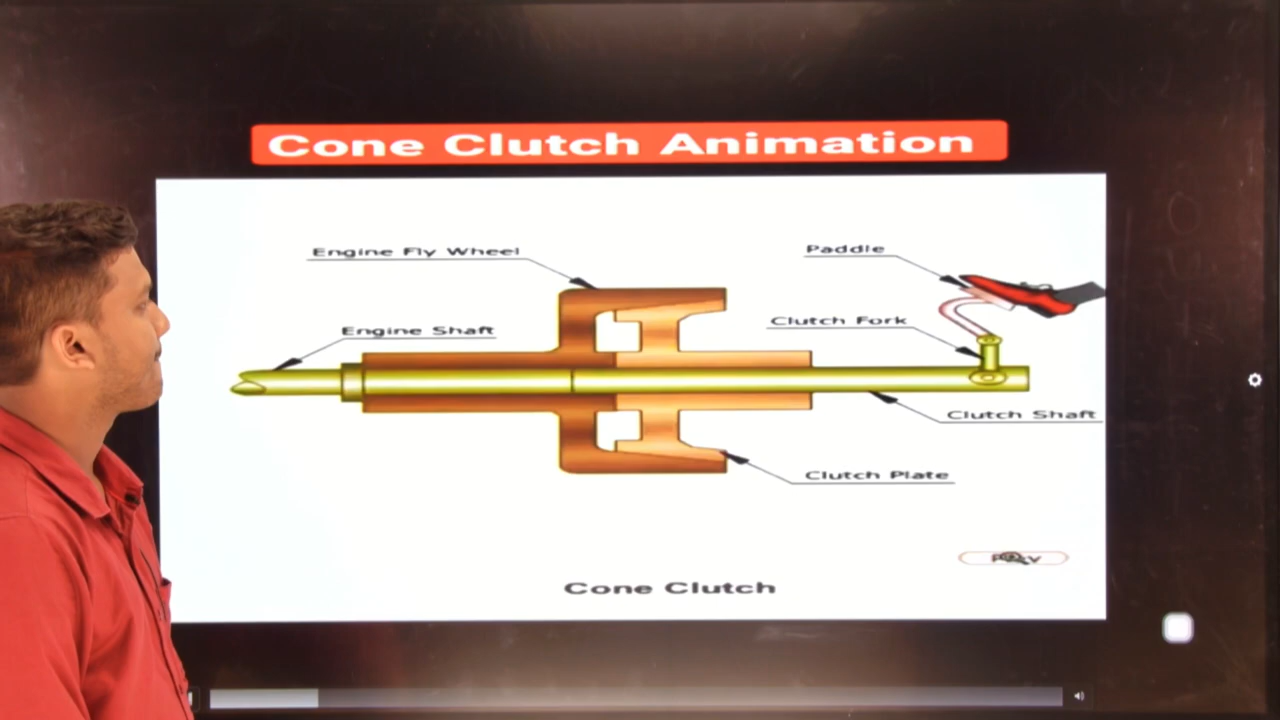 Cone Clutch Animation
Engine Fly Wheel
Paddle
Engine Shaft
Clutch Fork
Clutch Shaft
Clutch Plate
Cone Clutch